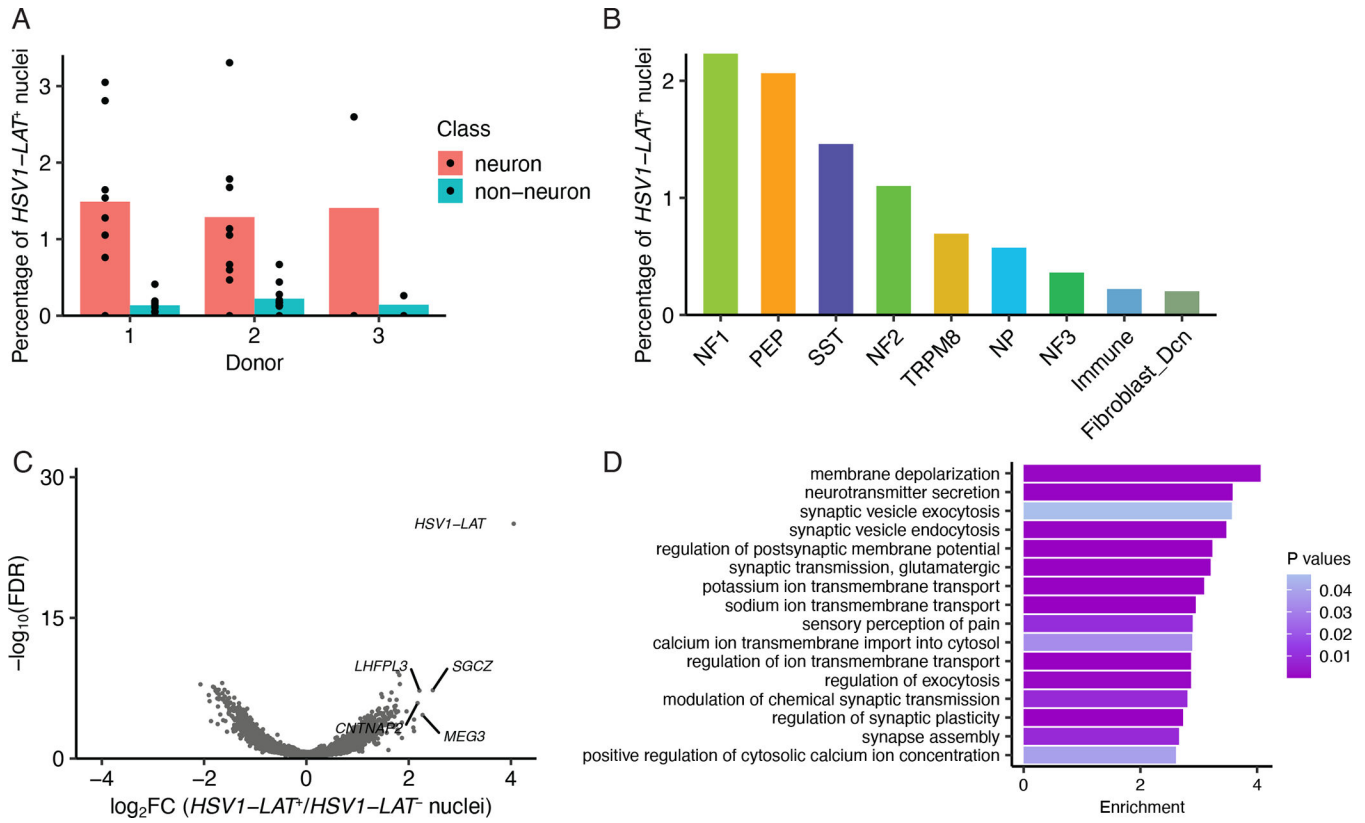 A
Percentage of HSV1−LAT⁺ nuclei
3
2
1
0
1
2
3
Donor
Class
neuron
non−neuron
B
Percentage of HSV1−LAT⁺ nuclei
2
1
0
NF1
PEP
SST
NF2
TRPM8
NP
NF3
Immune
Fibroblast_Dcn
C
−log₁₀(FDR)
30
15
0
HSV1−LAT
LHFPL3
SGCZ
CNTNAP2
MEG3
−4
−2
0
2
4
log₂FC (HSV1−LAT⁺/HSV1−LAT⁻ nuclei)
D
membrane depolarization
neurotransmitter secretion
synaptic vesicle exocytosis
synaptic vesicle endocytosis
regulation of postsynaptic membrane potential
synaptic transmission, glutamatergic
potassium ion transmembrane transport
sodium ion transmembrane transport
sensory perception of pain
calcium ion transmembrane import into cytosol
regulation of ion transmembrane transport
regulation of exocytosis
modulation of chemical synaptic transmission
regulation of synaptic plasticity
synapse assembly
positive regulation of cytosolic calcium ion concentration
0
2
4
Enrichment
P values
0.04
0.03
0.02
0.01